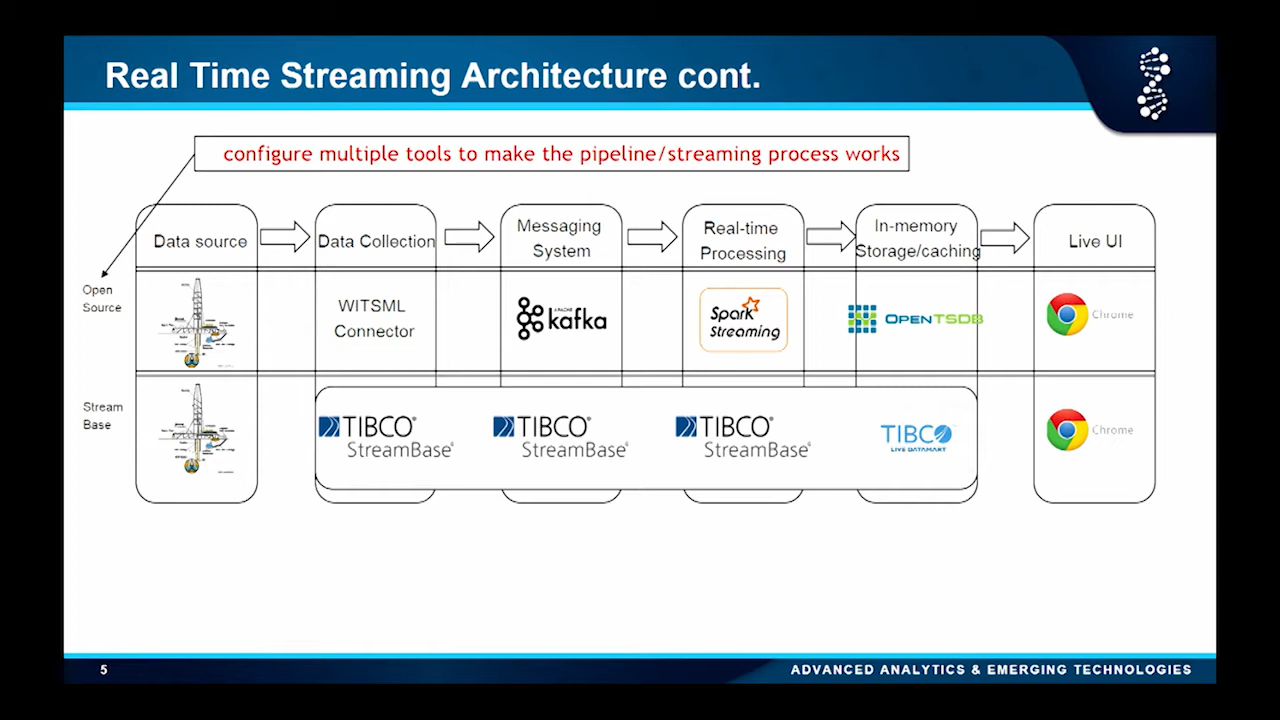 Real Time Streaming Architecture cont.
configure multiple tools to make the pipeline/streaming process works
Data source
Data Collection
Messaging
System
Real-time
Processing
In-memory
Storage/caching
Live UI
Open
Source
WITSML
Connector
APACHE
kafka
Spark
Streaming
OPENTSDB
Chrome
Stream
Base
TIBCO®
StreamBase®
TIBCO®
StreamBase®
TIBCO®
StreamBase®
TIBCO
LIVE DATAMART
Chrome
5
ADVANCED ANALYTICS & EMERGING TECHNOLOGIES